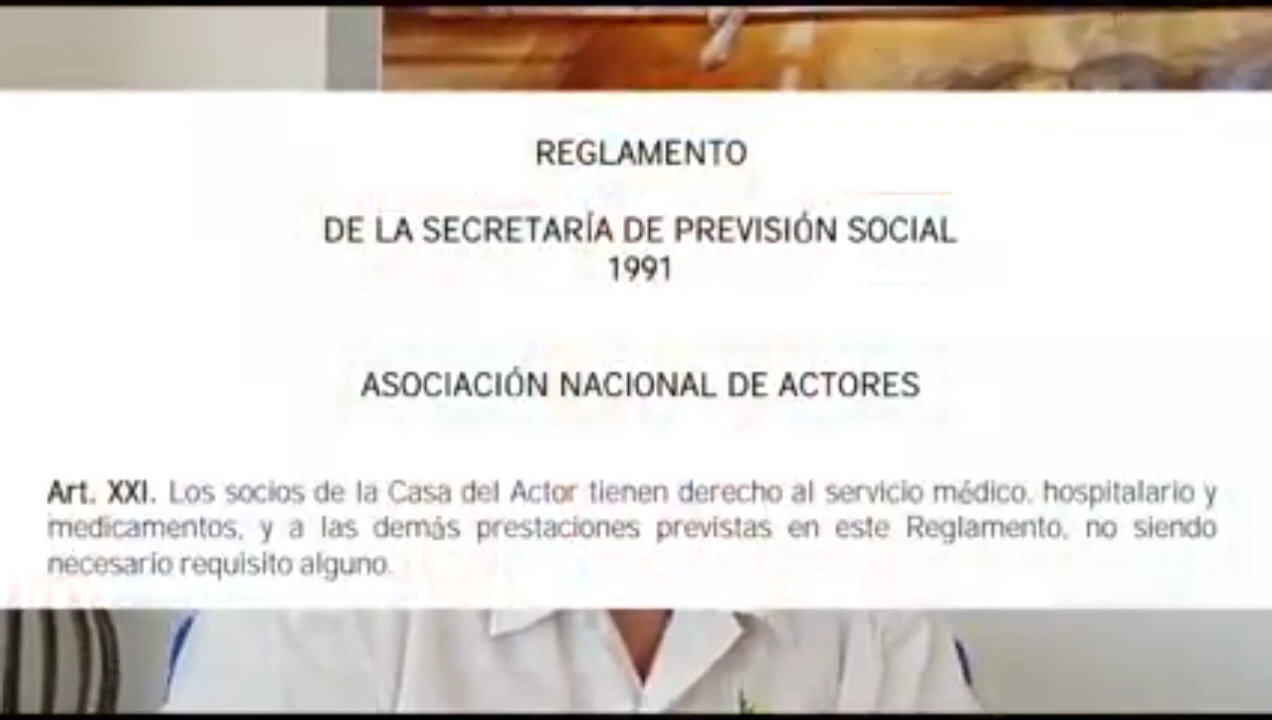 REGLAMENTO
DE LA SECRETARÍA DE PREVISIÓN SOCIAL
1991
ASOCIACIÓN NACIONAL DE ACTORES
Art. XXI. Los socios de la Casa del Actor tienen derecho al servicio médico, hospitalario y
medicamentos, y a las demás prestaciones previstas en este Reglamento, no siendo
necesario requisito alguno.